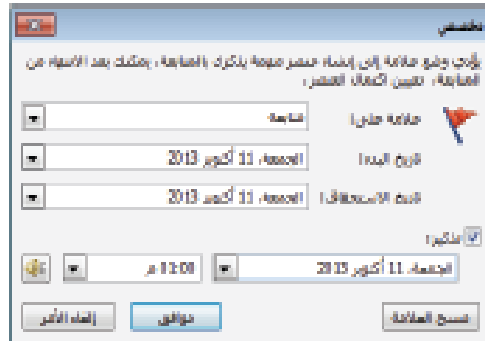 مخصص
يؤدي وضع علامة إلى إنشاء عنصر مهمة يذكرك بالمتابعة. يمكنك بعد الانتهاء من
المتابعة، تعيين اكتمال العنصر.
علامة حتى: متابعة
تاريخ البدء: الجمعة، 11 أكتوبر 2013
تاريخ الاستحقاق: الجمعة، 11 أكتوبر 2013
تذكير:
الجمعة، 11 أكتوبر 2013
م
مسح العلامة موافق إلغاء الأمر